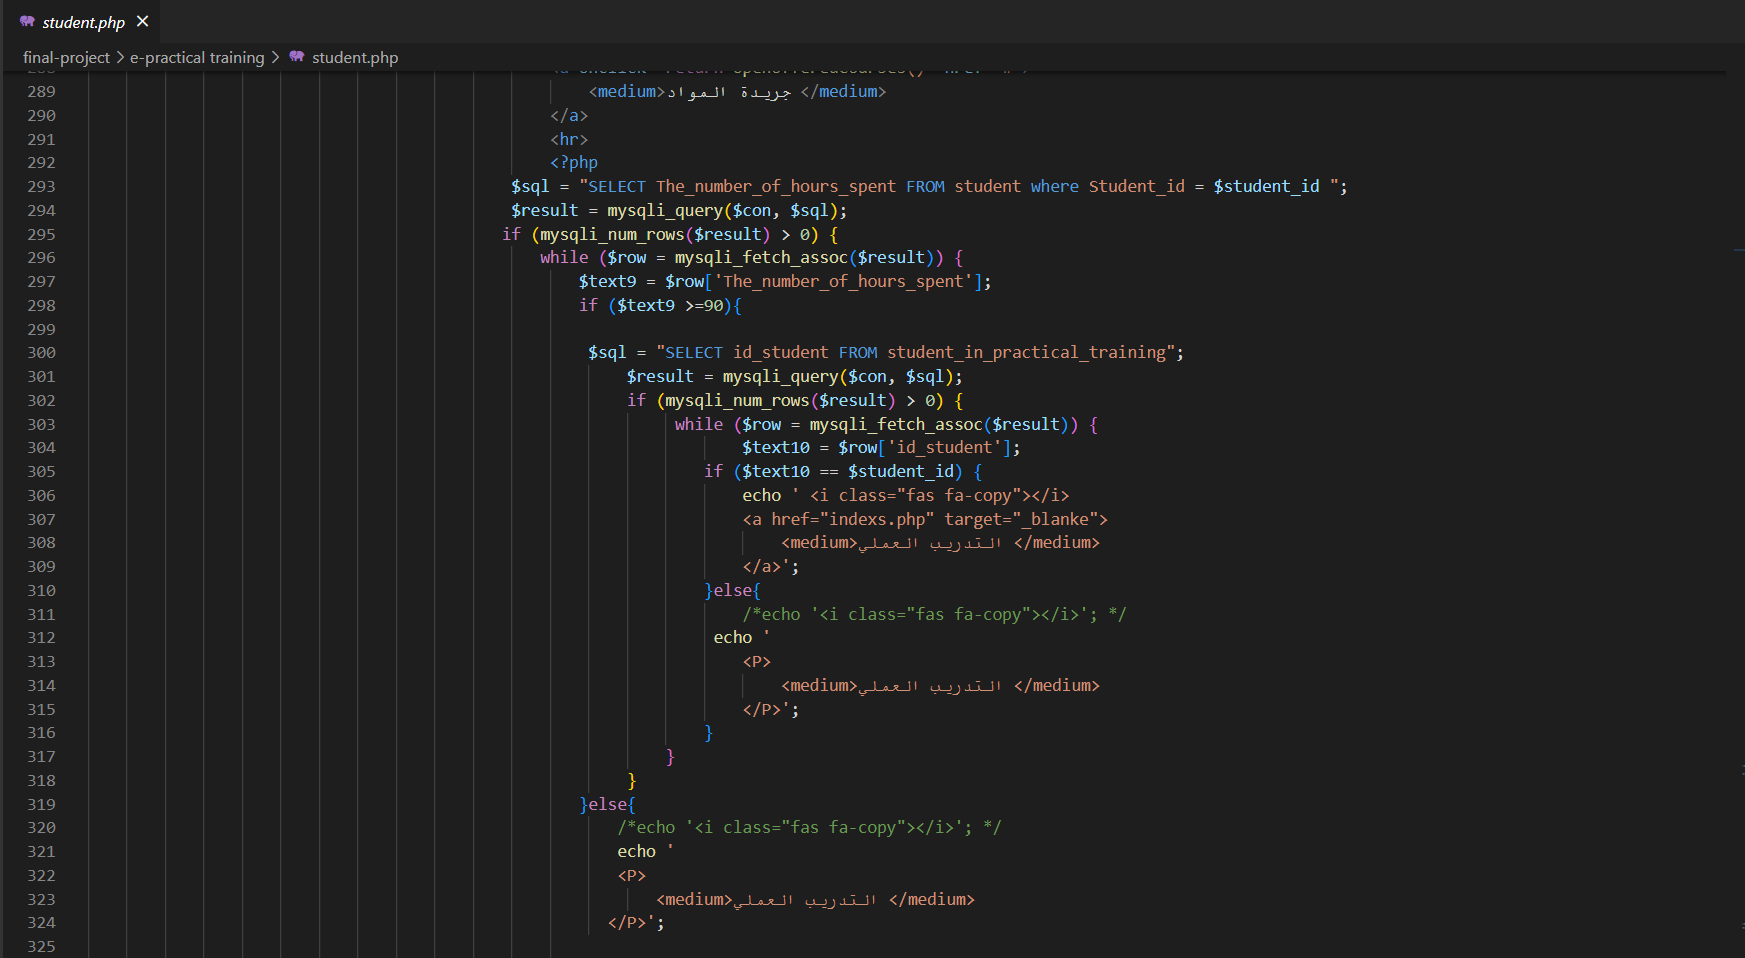 student.php
final-project > e-practical training > student.php
289 <medium>جريدة المواد </medium>
290 </a>
291 <hr>
292 <?php
293 $sql = "SELECT The_number_of_hours_spent FROM student where Student_id = $student_id ";
294 $result = mysqli_query($con, $sql);
295 if (mysqli_num_rows($result) > 0) {
296 while ($row = mysqli_fetch_assoc($result)) {
297 $text9 = $row['The_number_of_hours_spent'];
298 if ($text9 >=90){
299
300 $sql = "SELECT id_student FROM student_in_practical_training";
301 $result = mysqli_query($con, $sql);
302 if (mysqli_num_rows($result) > 0) {
303 while ($row = mysqli_fetch_assoc($result)) {
304 $text10 = $row['id_student'];
305 if ($text10 == $student_id) {
306 echo ' <i class="fas fa-copy"></i>
307 <a href="indexs.php" target="_blanke">
308 <medium>التدريب العملي </medium>
309 </a>';
310 }else{
311 /*echo '<i class="fas fa-copy"></i>'; */
312 echo '
313 <P>
314 <medium>التدريب العملي </medium>
315 </P>';
316 }
317 }
318 }
319 }else{
320 /*echo '<i class="fas fa-copy"></i>'; */
321 echo '
322 <P>
323 <medium>التدريب العملي </medium>
324 </P>';
325